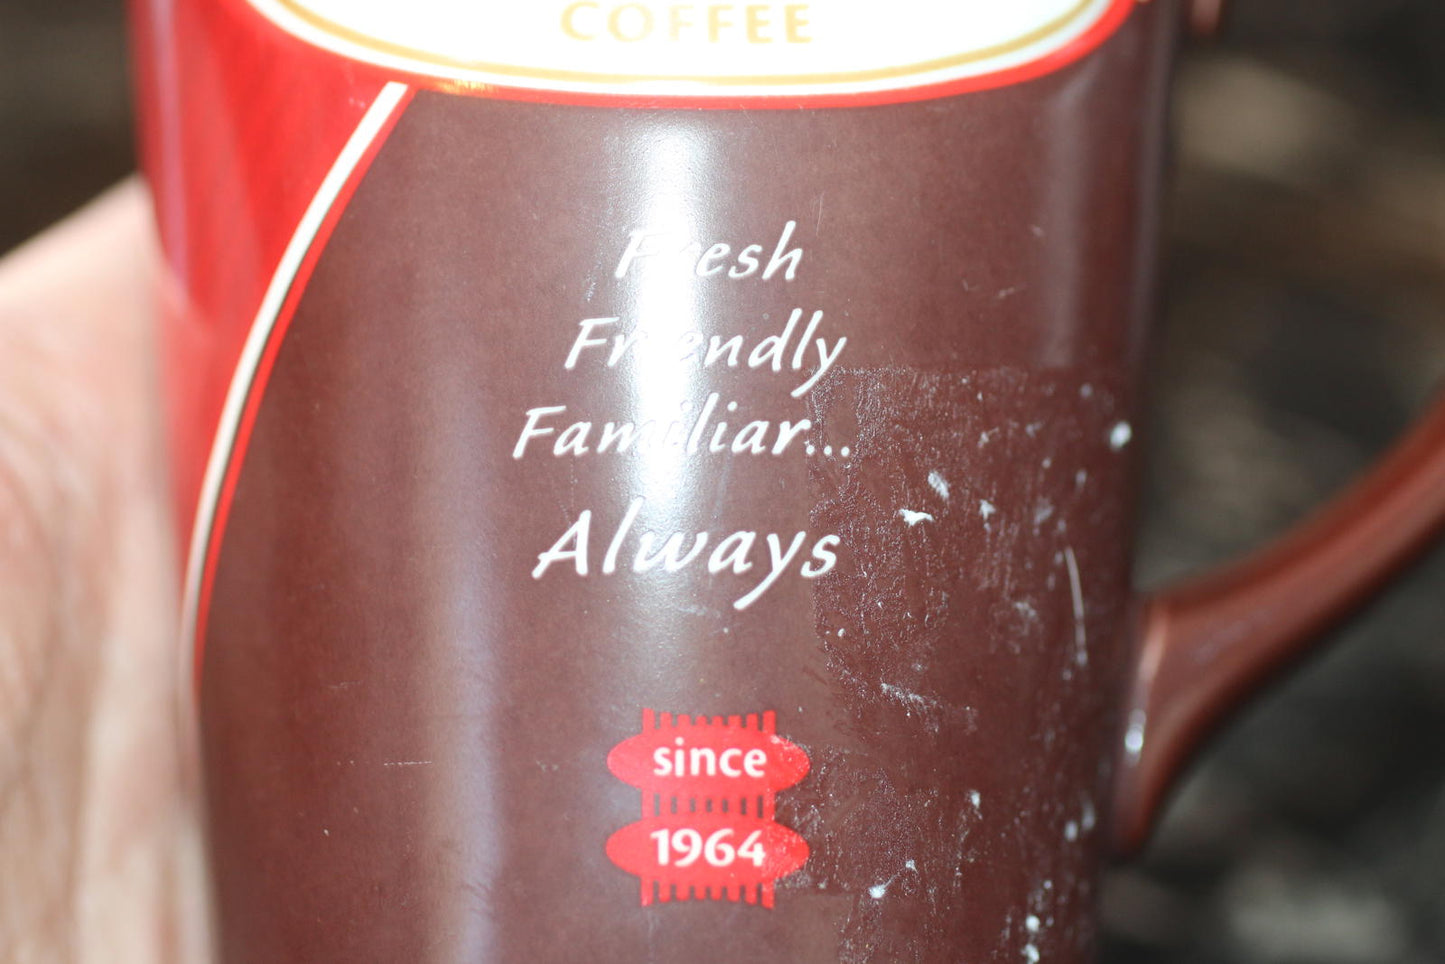 COFFEE
Fresh
Friendly
Familiar...
Always
since
1964